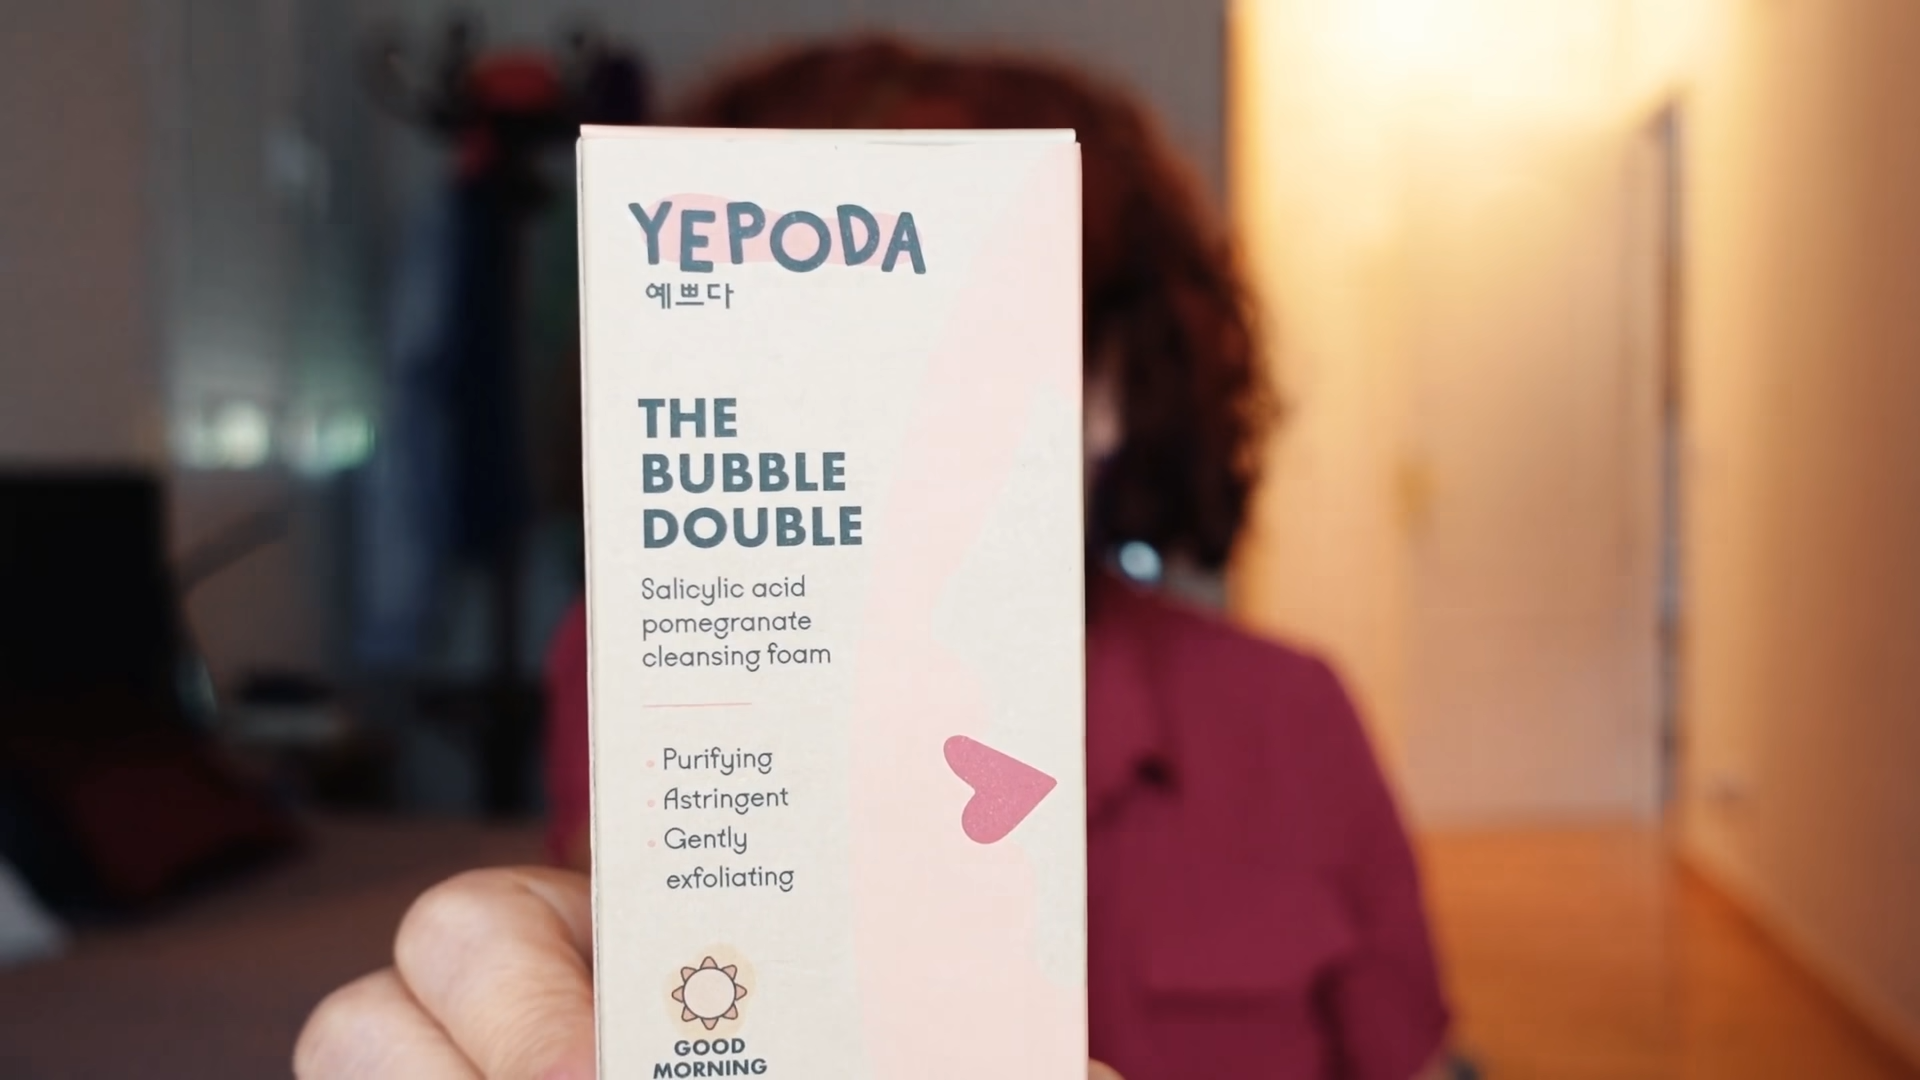 YEPODA
예쁘다
THE
BUBBLE
DOUBLE
Salicylic acid
pomegranate
cleansing foam
Purifying
Astringent
Gently
exfoliating
GOOD
MORNING